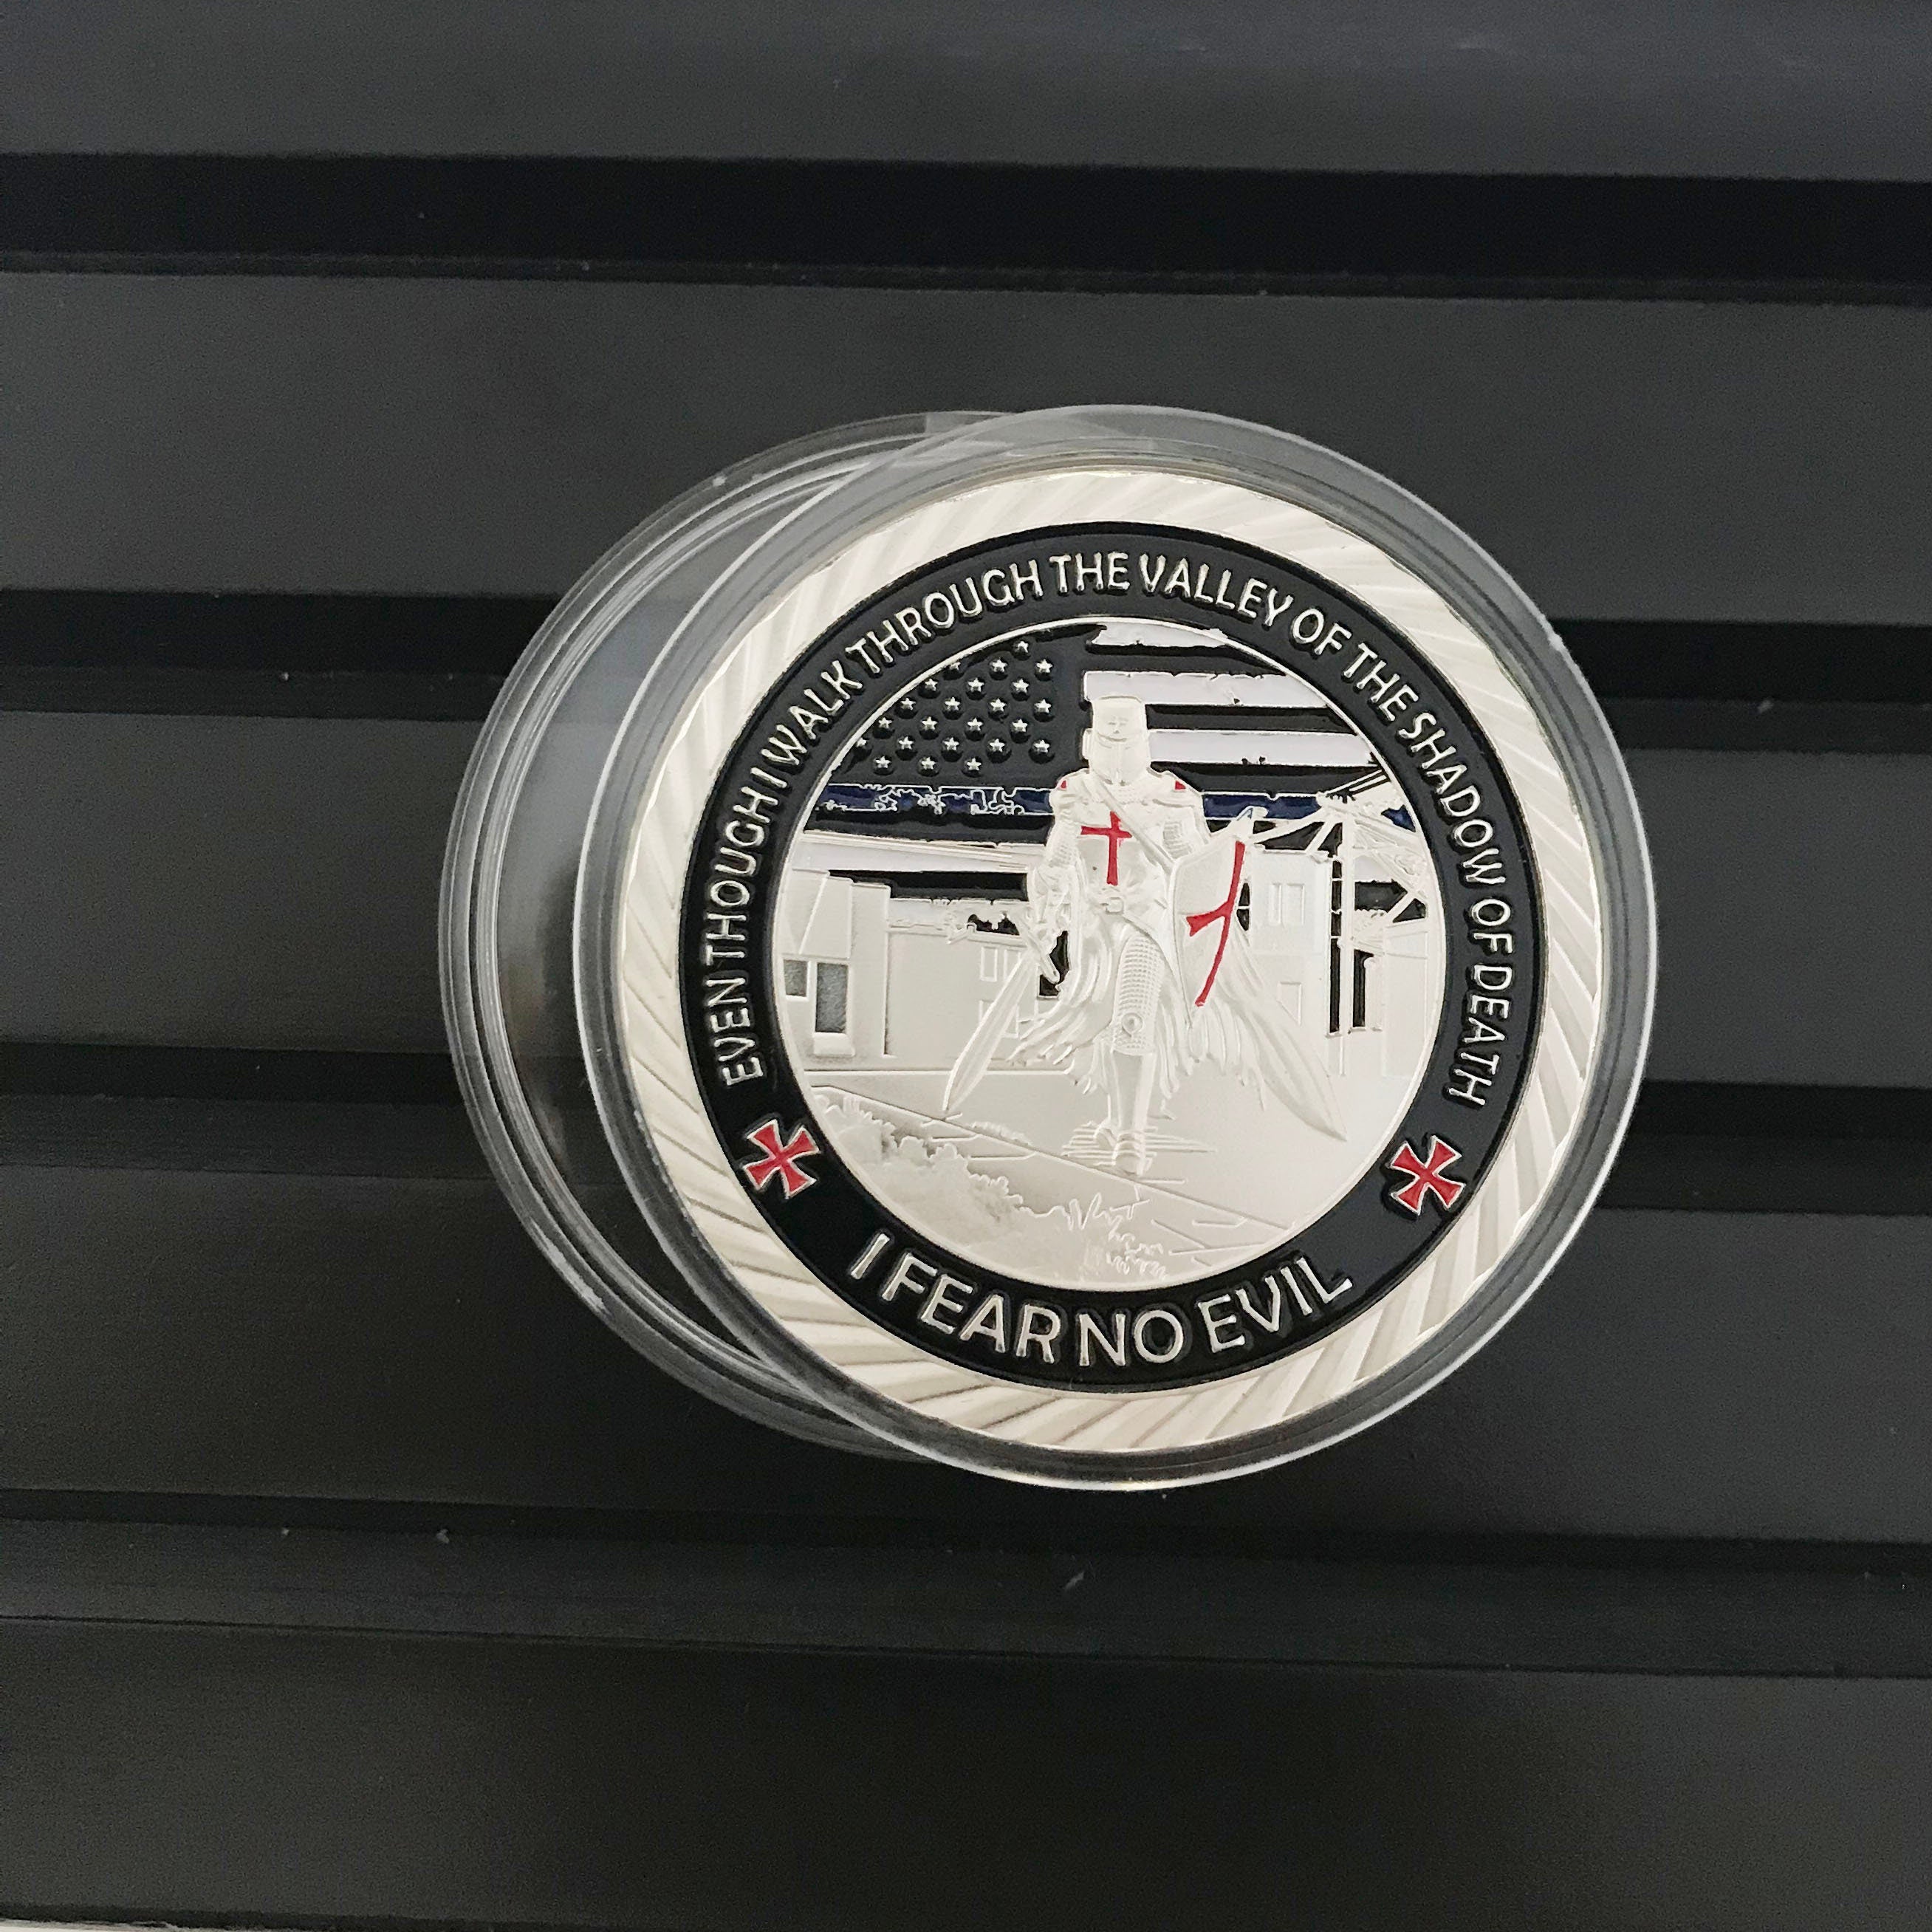 EVEN THOUGH I WALK THROUGH THE VALLEY OF THE SHADOW OF DEATH
I FEAR NO EVIL